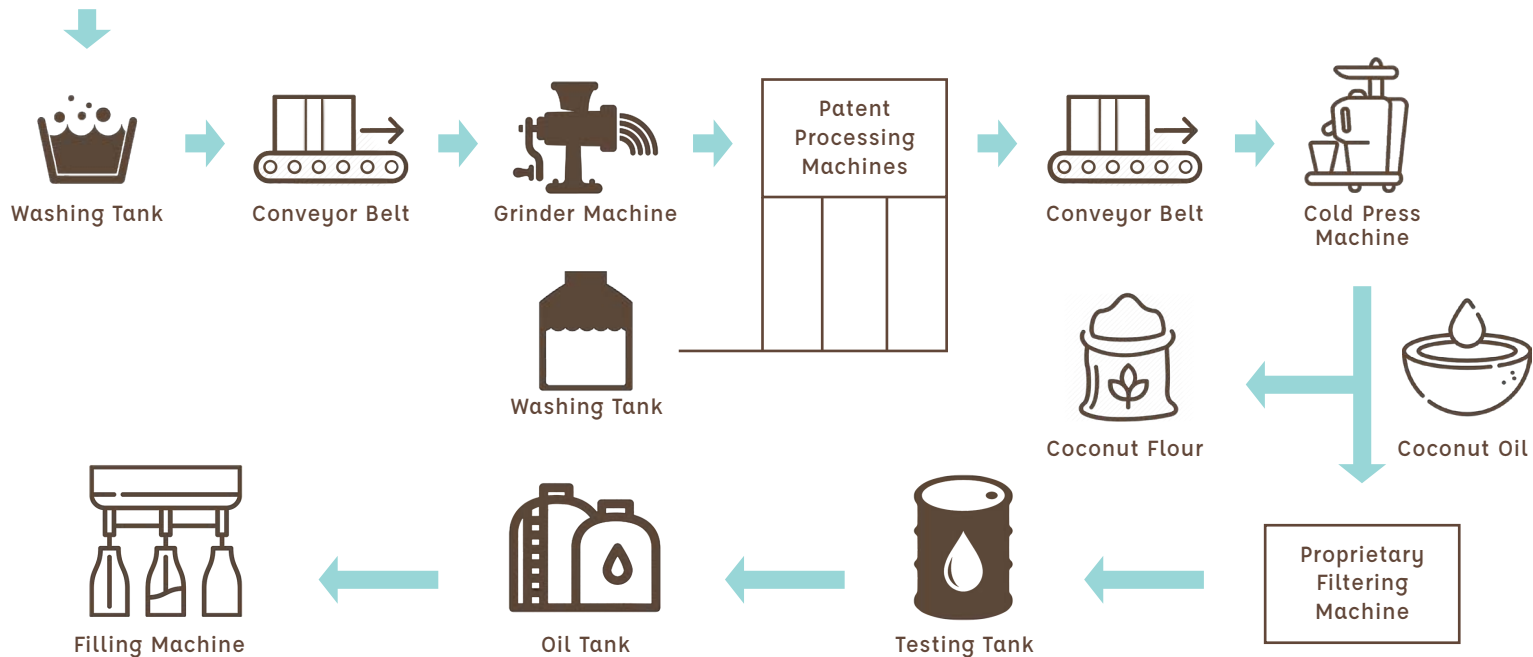 Patent
Processing
Machines
Washing Tank
Conveyor Belt
Grinder Machine
Conveyor Belt
Cold Press
Machine
Washing Tank
Coconut Flour
Coconut Oil
Proprietary
Filtering
Machine
Filling Machine
Oil Tank
Testing Tank